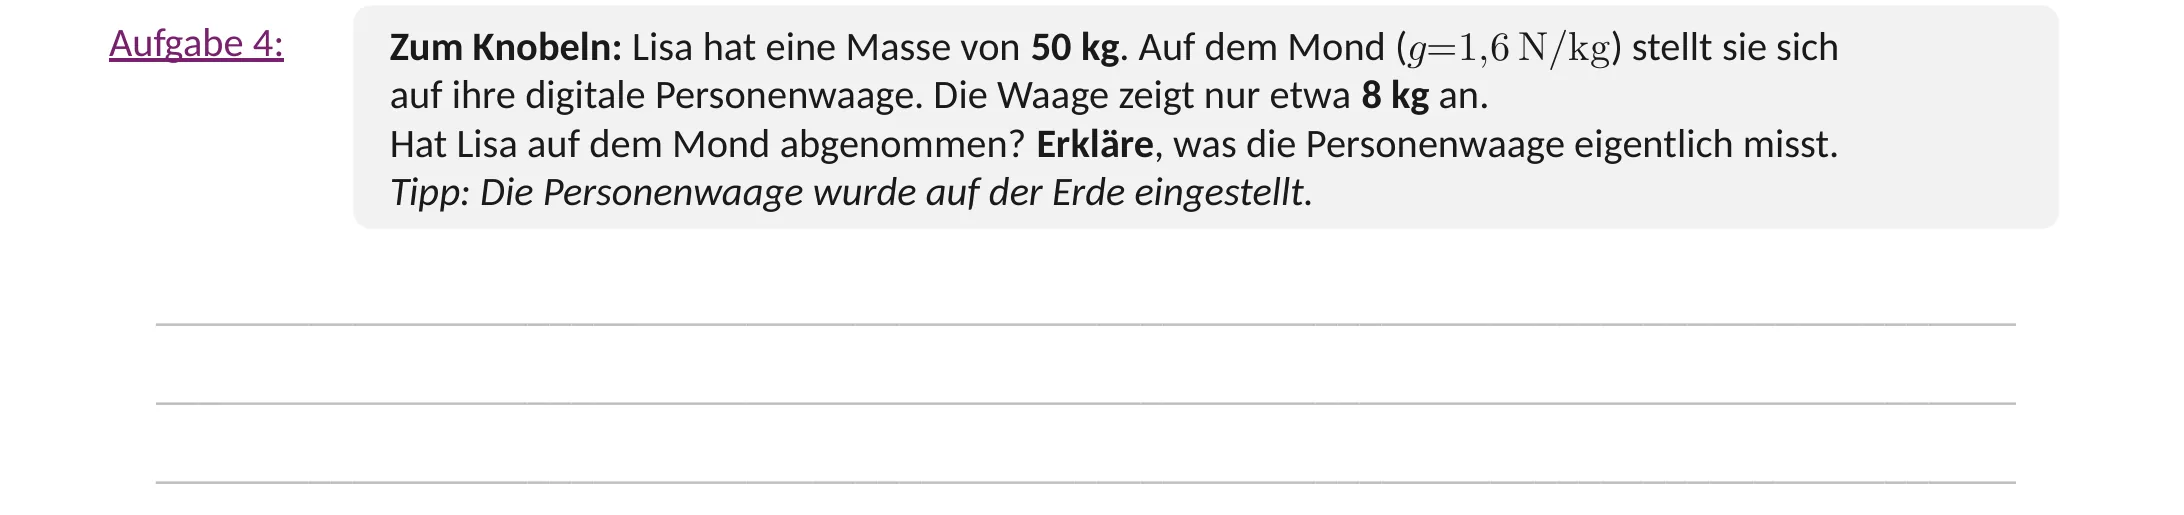 Aufgabe 4:
Zum Knobeln: Lisa hat eine Masse von 50 kg. Auf dem Mond (g=1,6 N/kg) stellt sie sich
auf ihre digitale Personenwaage. Die Waage zeigt nur etwa 8 kg an.
Hat Lisa auf dem Mond abgenommen? Erkläre, was die Personenwaage eigentlich misst.
Tipp: Die Personenwaage wurde auf der Erde eingestellt.